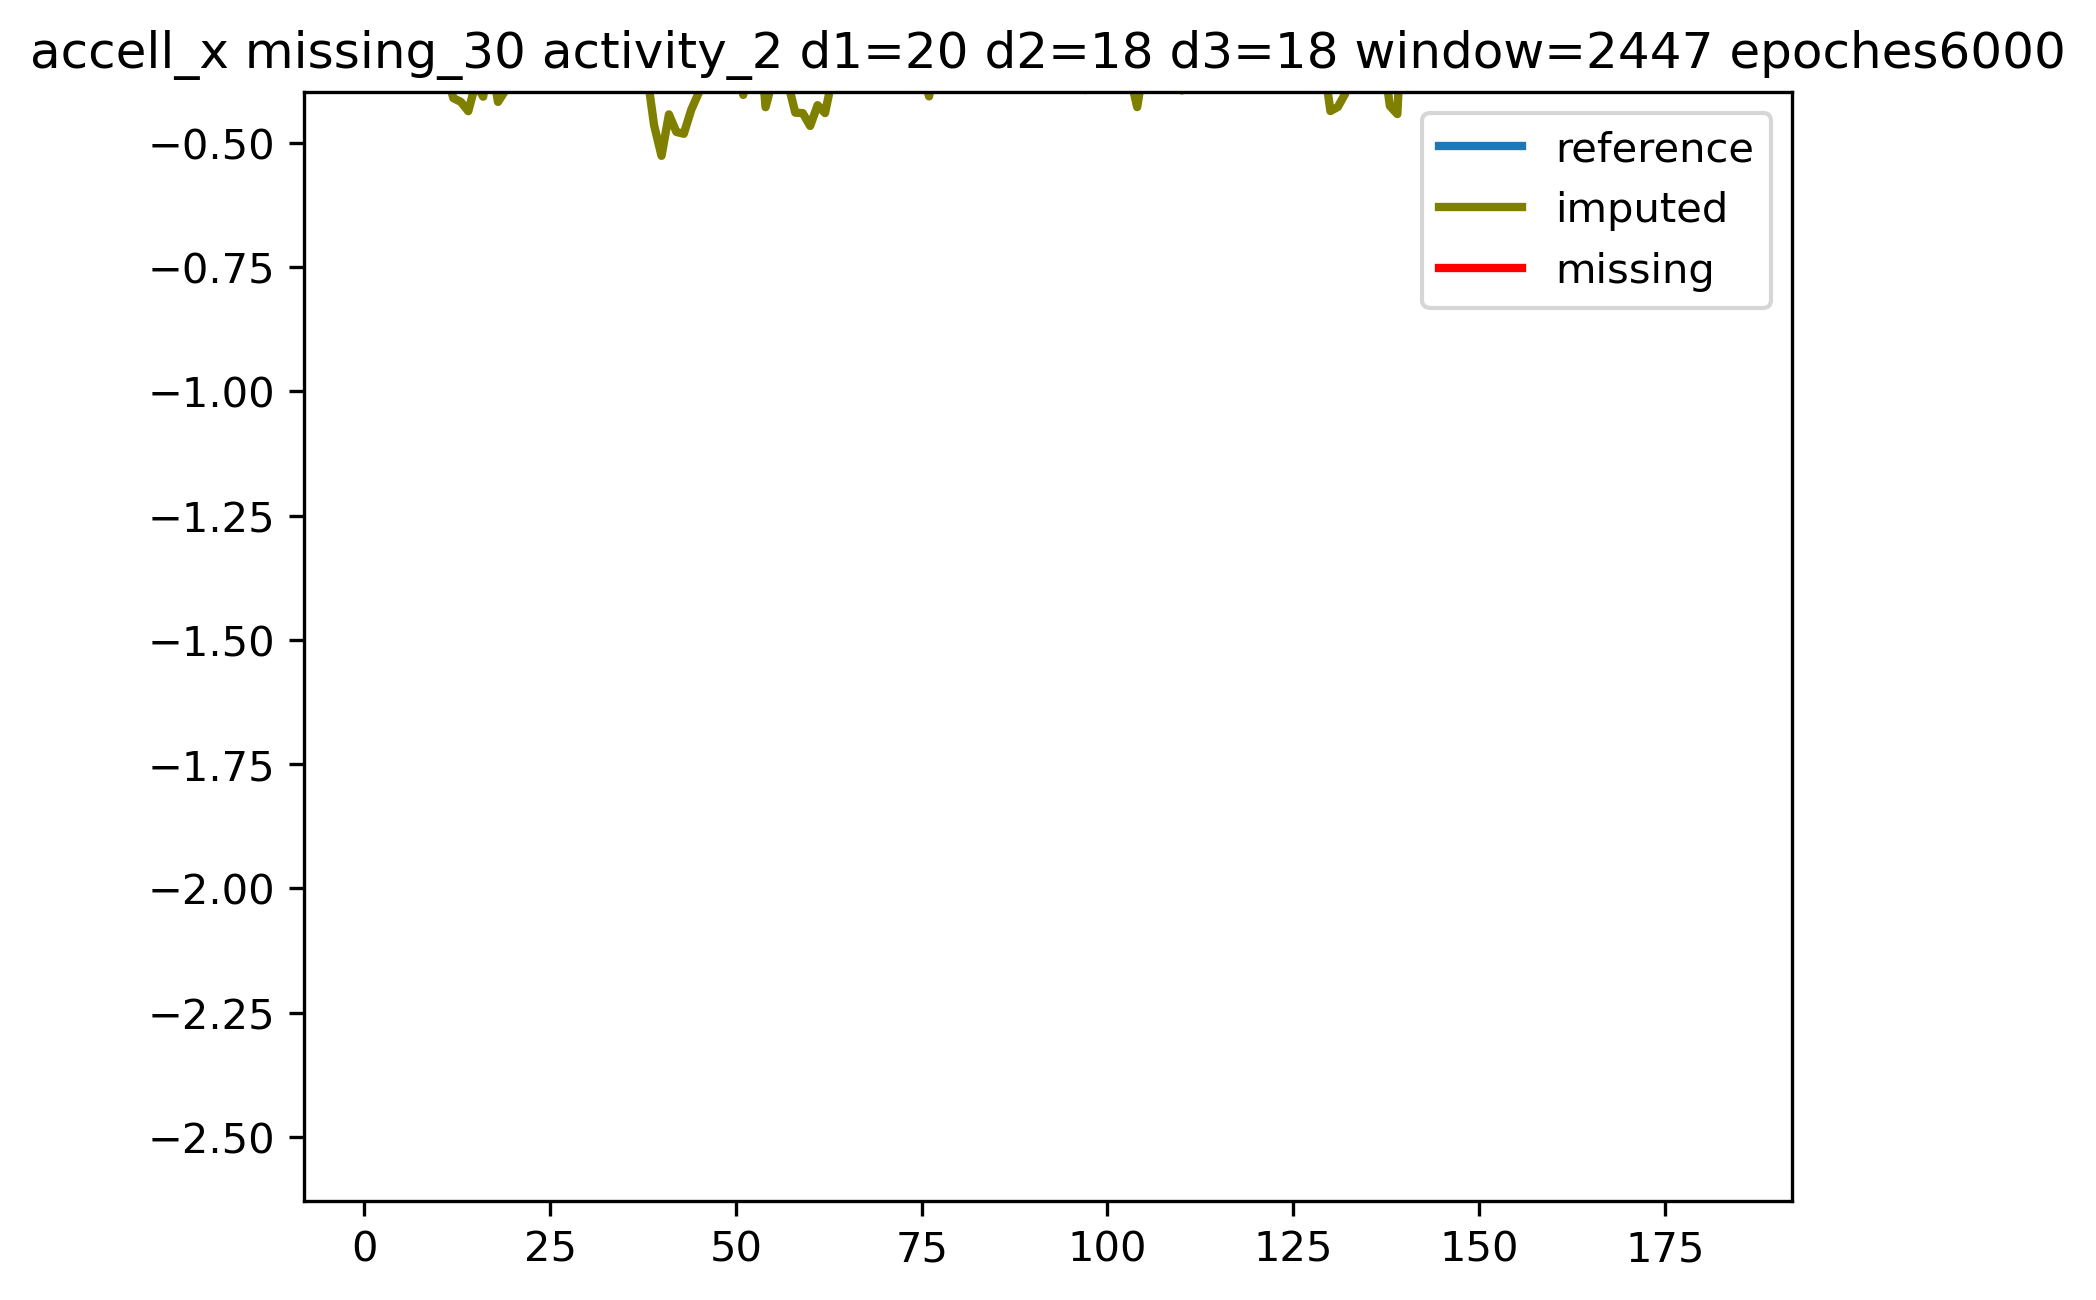 accell_x missing_30 activity_2 d1=20 d2=18 d3=18 window=2447 epoches6000
reference
imputed
missing
−0.50
−0.75
−1.00
−1.25
−1.50
−1.75
−2.00
−2.25
−2.50
0 25 50 75 100 125 150 175